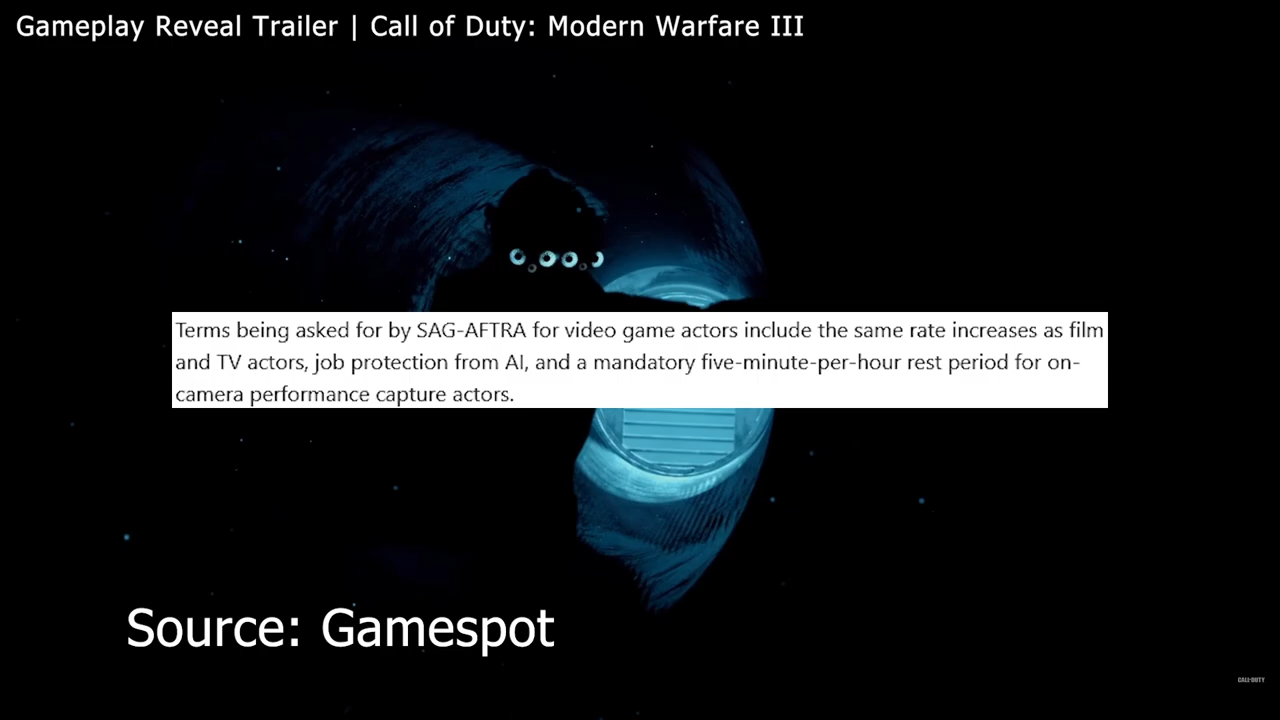 Gameplay Reveal Trailer | Call of Duty: Modern Warfare III
Terms being asked for by SAG-AFTRA for video game actors include the same rate increases as film
and TV actors, job protection from AI, and a mandatory five-minute-per-hour rest period for on-
camera performance capture actors.
Source: Gamespot
CALL·DUTY